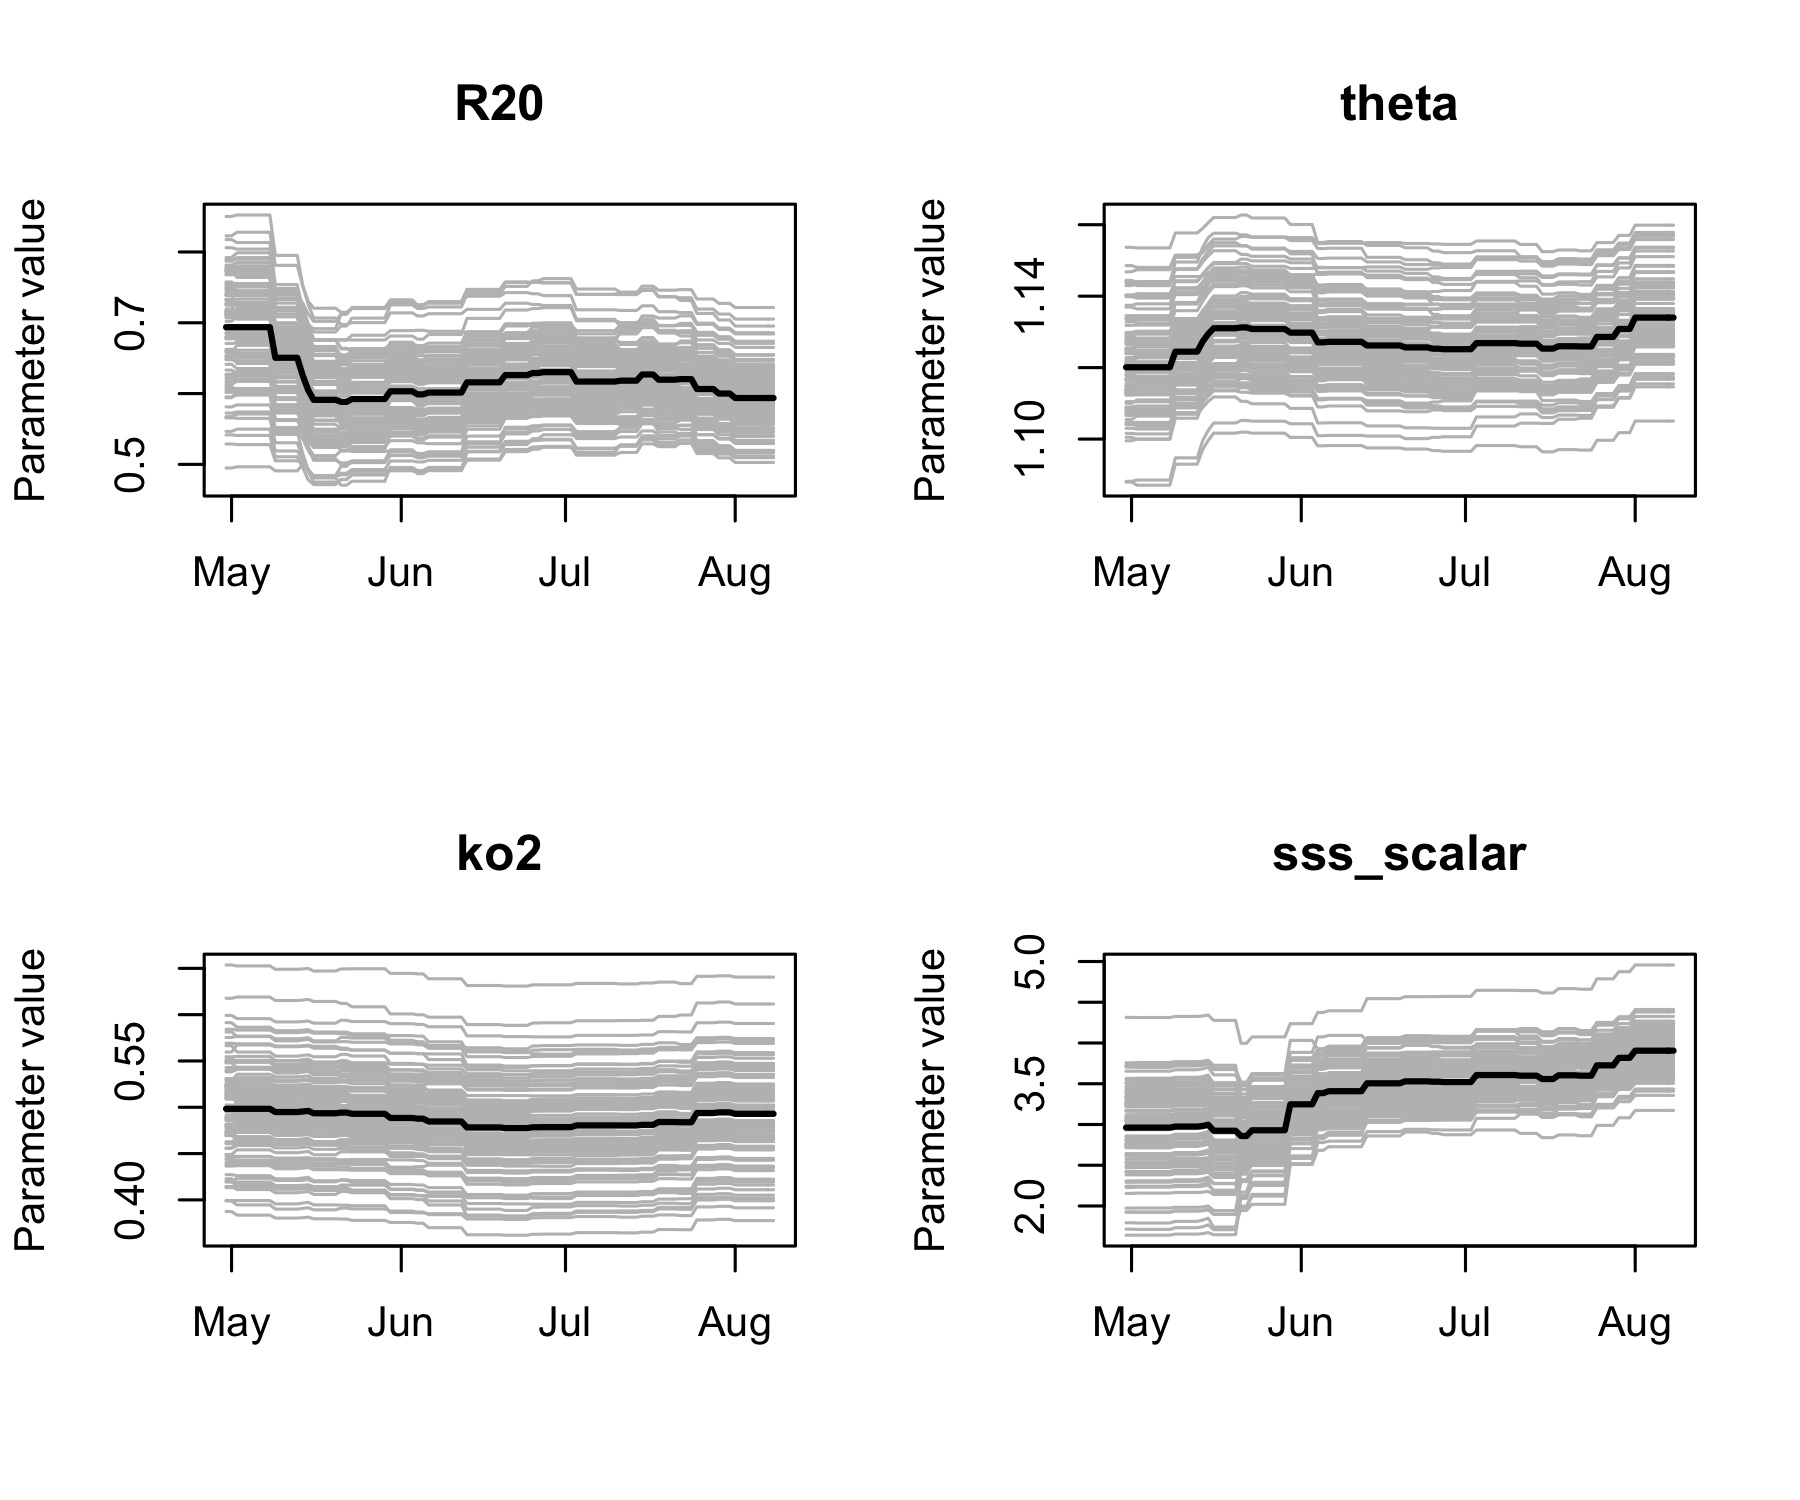 R20
Parameter value
0.7
0.5
May Jun Jul Aug
theta
Parameter value
1.14
1.10
May Jun Jul Aug
ko2
Parameter value
0.55
0.40
May Jun Jul Aug
sss_scalar
Parameter value
5.0
3.5
2.0
May Jun Jul Aug